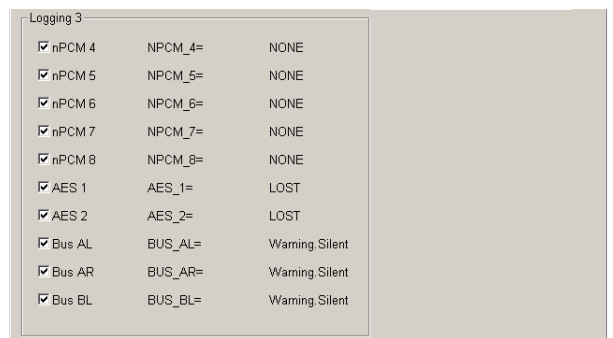 Logging 3
nPCM 4 NPCM_4= NONE
nPCM 5 NPCM_5= NONE
nPCM 6 NPCM_6= NONE
nPCM 7 NPCM_7= NONE
nPCM 8 NPCM_8= NONE
AES 1 AES_1= LOST
AES 2 AES_2= LOST
Bus AL BUS_AL= Warning.Silent
Bus AR BUS_AR= Warning.Silent
Bus BL BUS_BL= Warning.Silent